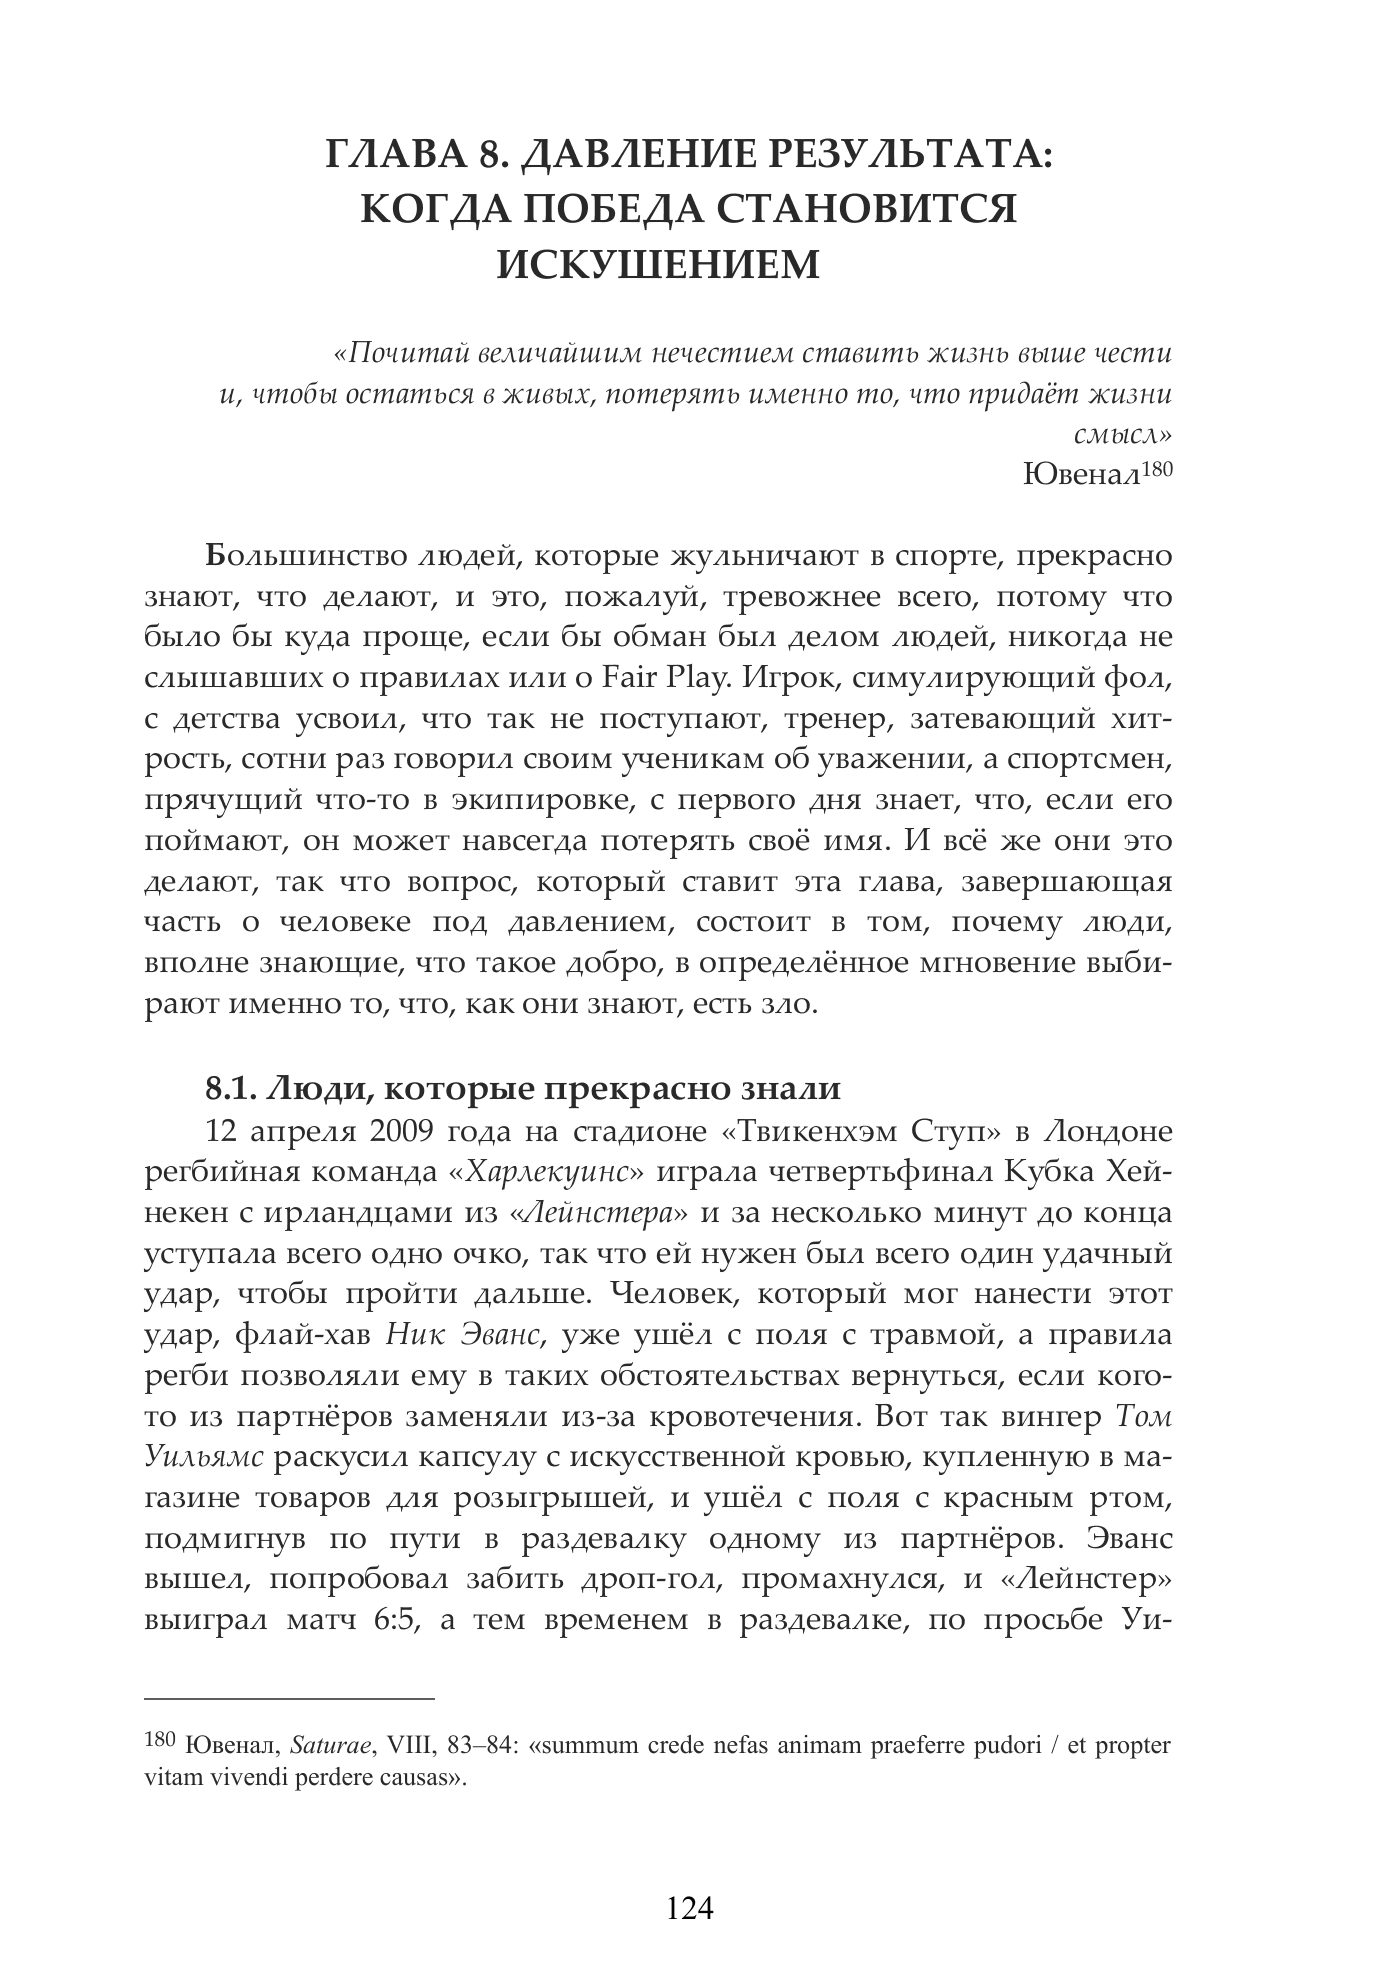 ГЛАВА 8. ДАВЛЕНИЕ РЕЗУЛЬТАТА:
КОГДА ПОБЕДА СТАНОВИТСЯ
ИСКУШЕНИЕМ
«Почитай величайшим нечестием ставить жизнь выше чести
и, чтобы остаться в живых, потерять именно то, что придаёт жизни
смысл»
Ювенал180
Большинство людей, которые жульничают в спорте, прекрасно
знают, что делают, и это, пожалуй, тревожнее всего, потому что
было бы куда проще, если бы обман был делом людей, никогда не
слышавших о правилах или о Fair Play. Игрок, симулирующий фол,
с детства усвоил, что так не поступают, тренер, затевающий хит-
рость, сотни раз говорил своим ученикам об уважении, а спортсмен,
прячущий что-то в экипировке, с первого дня знает, что, если его
поймают, он может навсегда потерять своё имя. И всё же они это
делают, так что вопрос, который ставит эта глава, завершающая
часть о человеке под давлением, состоит в том, почему люди,
вполне знающие, что такое добро, в определённое мгновение выби-
рают именно то, что, как они знают, есть зло.
8.1. Люди, которые прекрасно знали
12 апреля 2009 года на стадионе «Твикенхэм Ступ» в Лондоне
регбийная команда «Харлекуинс» играла четвертьфинал Кубка Хей-
некен с ирландцами из «Лейнстера» и за несколько минут до конца
уступала всего одно очко, так что ей нужен был всего один удачный
удар, чтобы пройти дальше. Человек, который мог нанести этот
удар, флай-хав Ник Эванс, уже ушёл с поля с травмой, а правила
регби позволяли ему в таких обстоятельствах вернуться, если кого-
то из партнёров заменяли из-за кровотечения. Вот так вингер Том
Уильямс раскусил капсулу с искусственной кровью, купленную в ма-
газине товаров для розыгрышей, и ушёл с поля с красным ртом,
подмигнув по пути в раздевалку одному из партнёров. Эванс
вышел, попробовал забить дроп-гол, промахнулся, и «Лейнстер»
выиграл матч 6:5, а тем временем в раздевалке, по просьбе Уи-
180 Ювенал, Saturae, VIII, 83–84: «summum crede nefas animam praeferre pudori / et propter
vitam vivendi perdere causas».
124